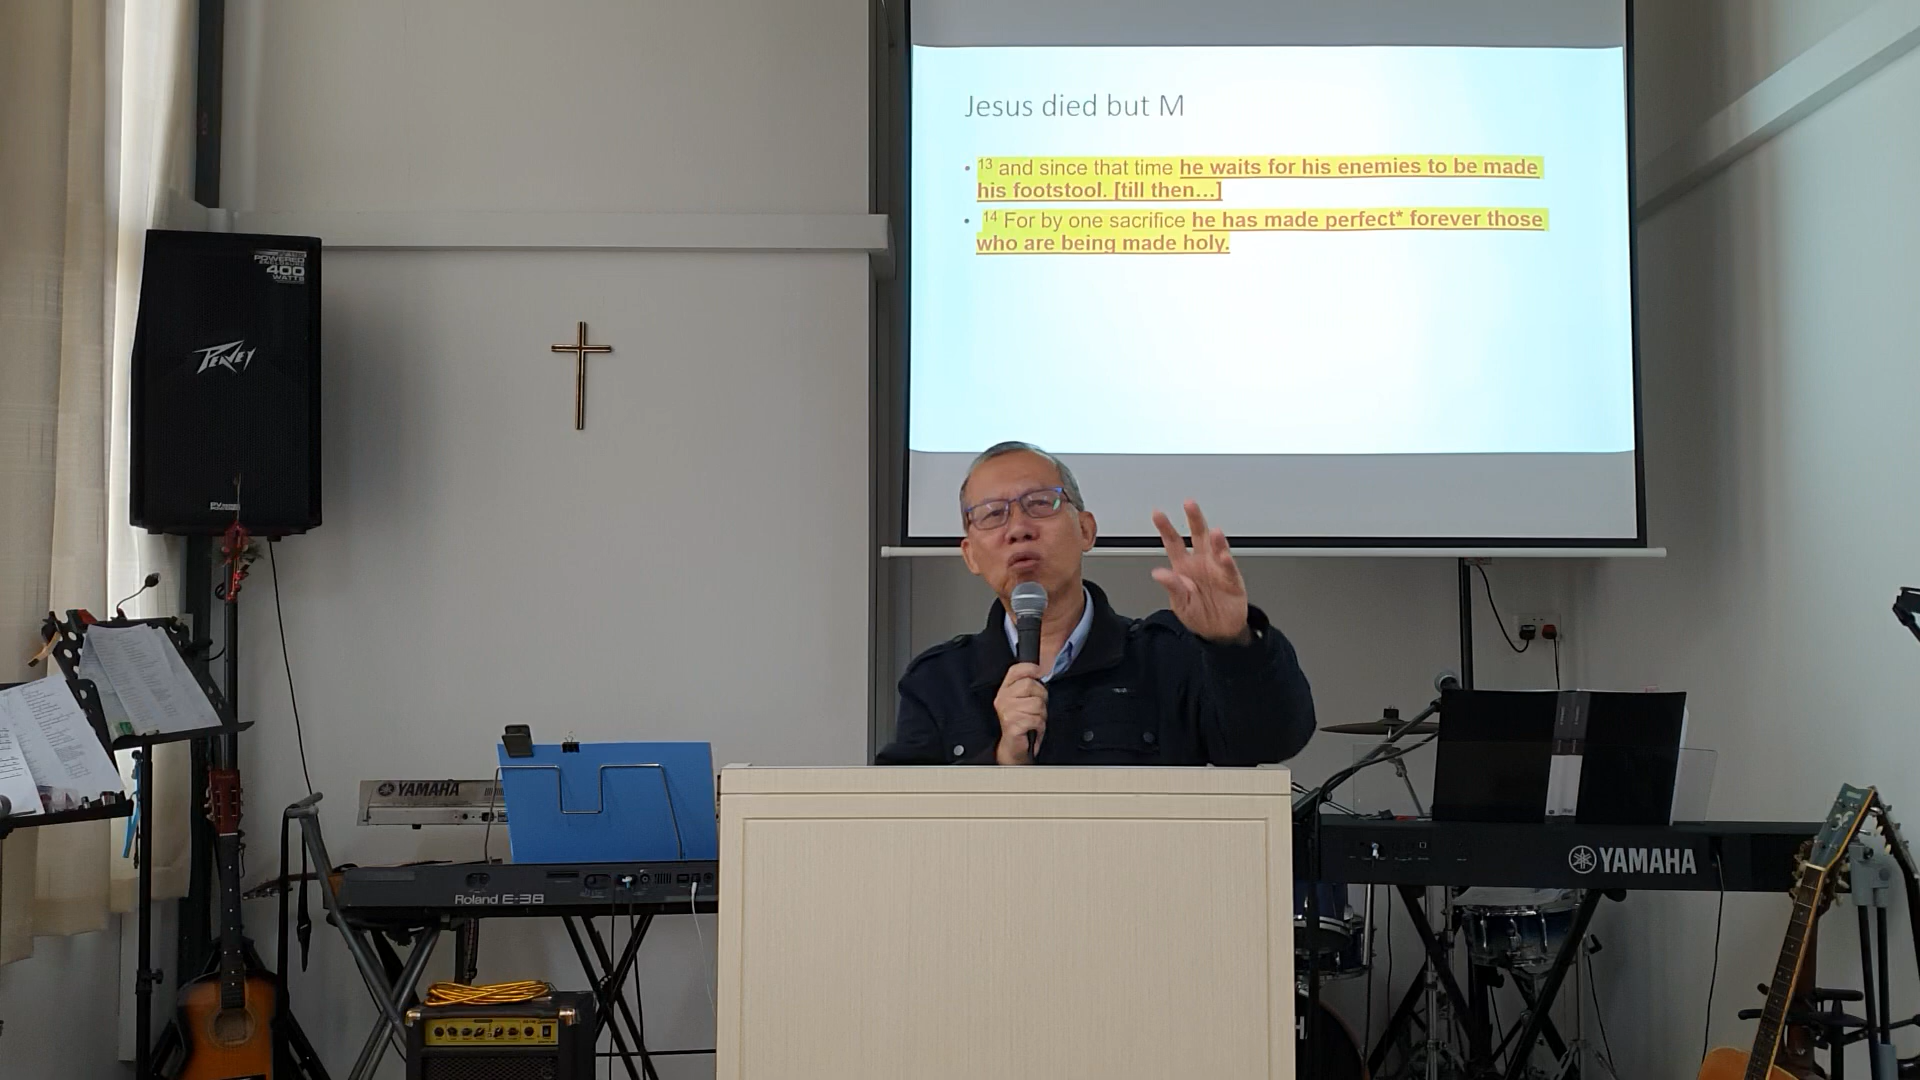 Jesus died but M
• 13 and since that time he waits for his enemies to be made
his footstool. [till then...]
• 14 For by one sacrifice he has made perfect* forever those
who are being made holy.
POWERED
400
WATTS
PEAVEY
YAMAHA
Roland E-38
YAMAHA